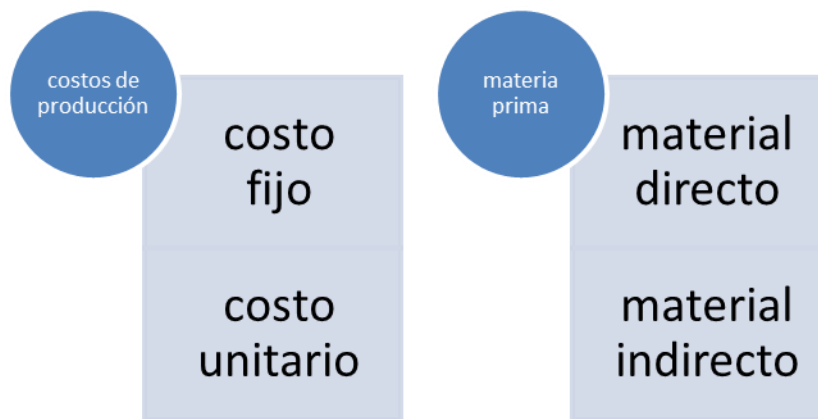 costos de
producción
costo
fijo
costo
unitario
materia
prima
material
directo
material
indirecto